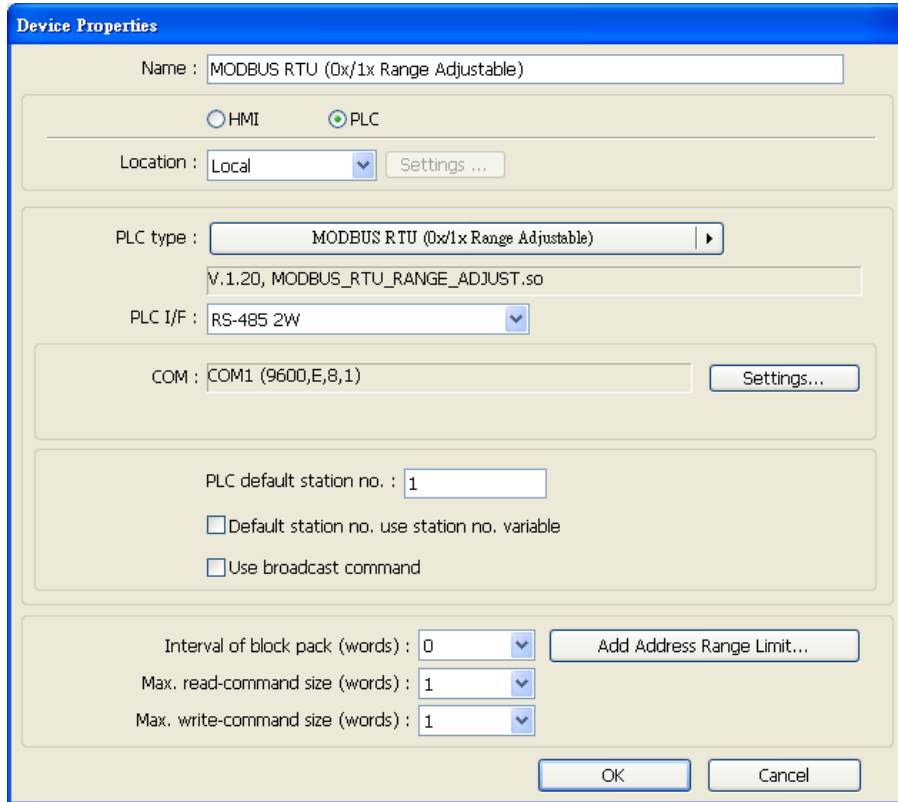 Device Properties
Name : MODBUS RTU (0x/1x Range Adjustable)
HMI PLC
Location : Local Settings ...
PLC type : MODBUS RTU (0x/1x Range Adjustable)
V.1.20, MODBUS_RTU_RANGE_ADJUST.so
PLC I/F : RS-485 2W
COM : COM1 (9600,E,8,1) Settings...
PLC default station no. : 1
Default station no. use station no. variable
Use broadcast command
Interval of block pack (words) : 0 Add Address Range Limit...
Max. read-command size (words) : 1
Max. write-command size (words) : 1
OK Cancel